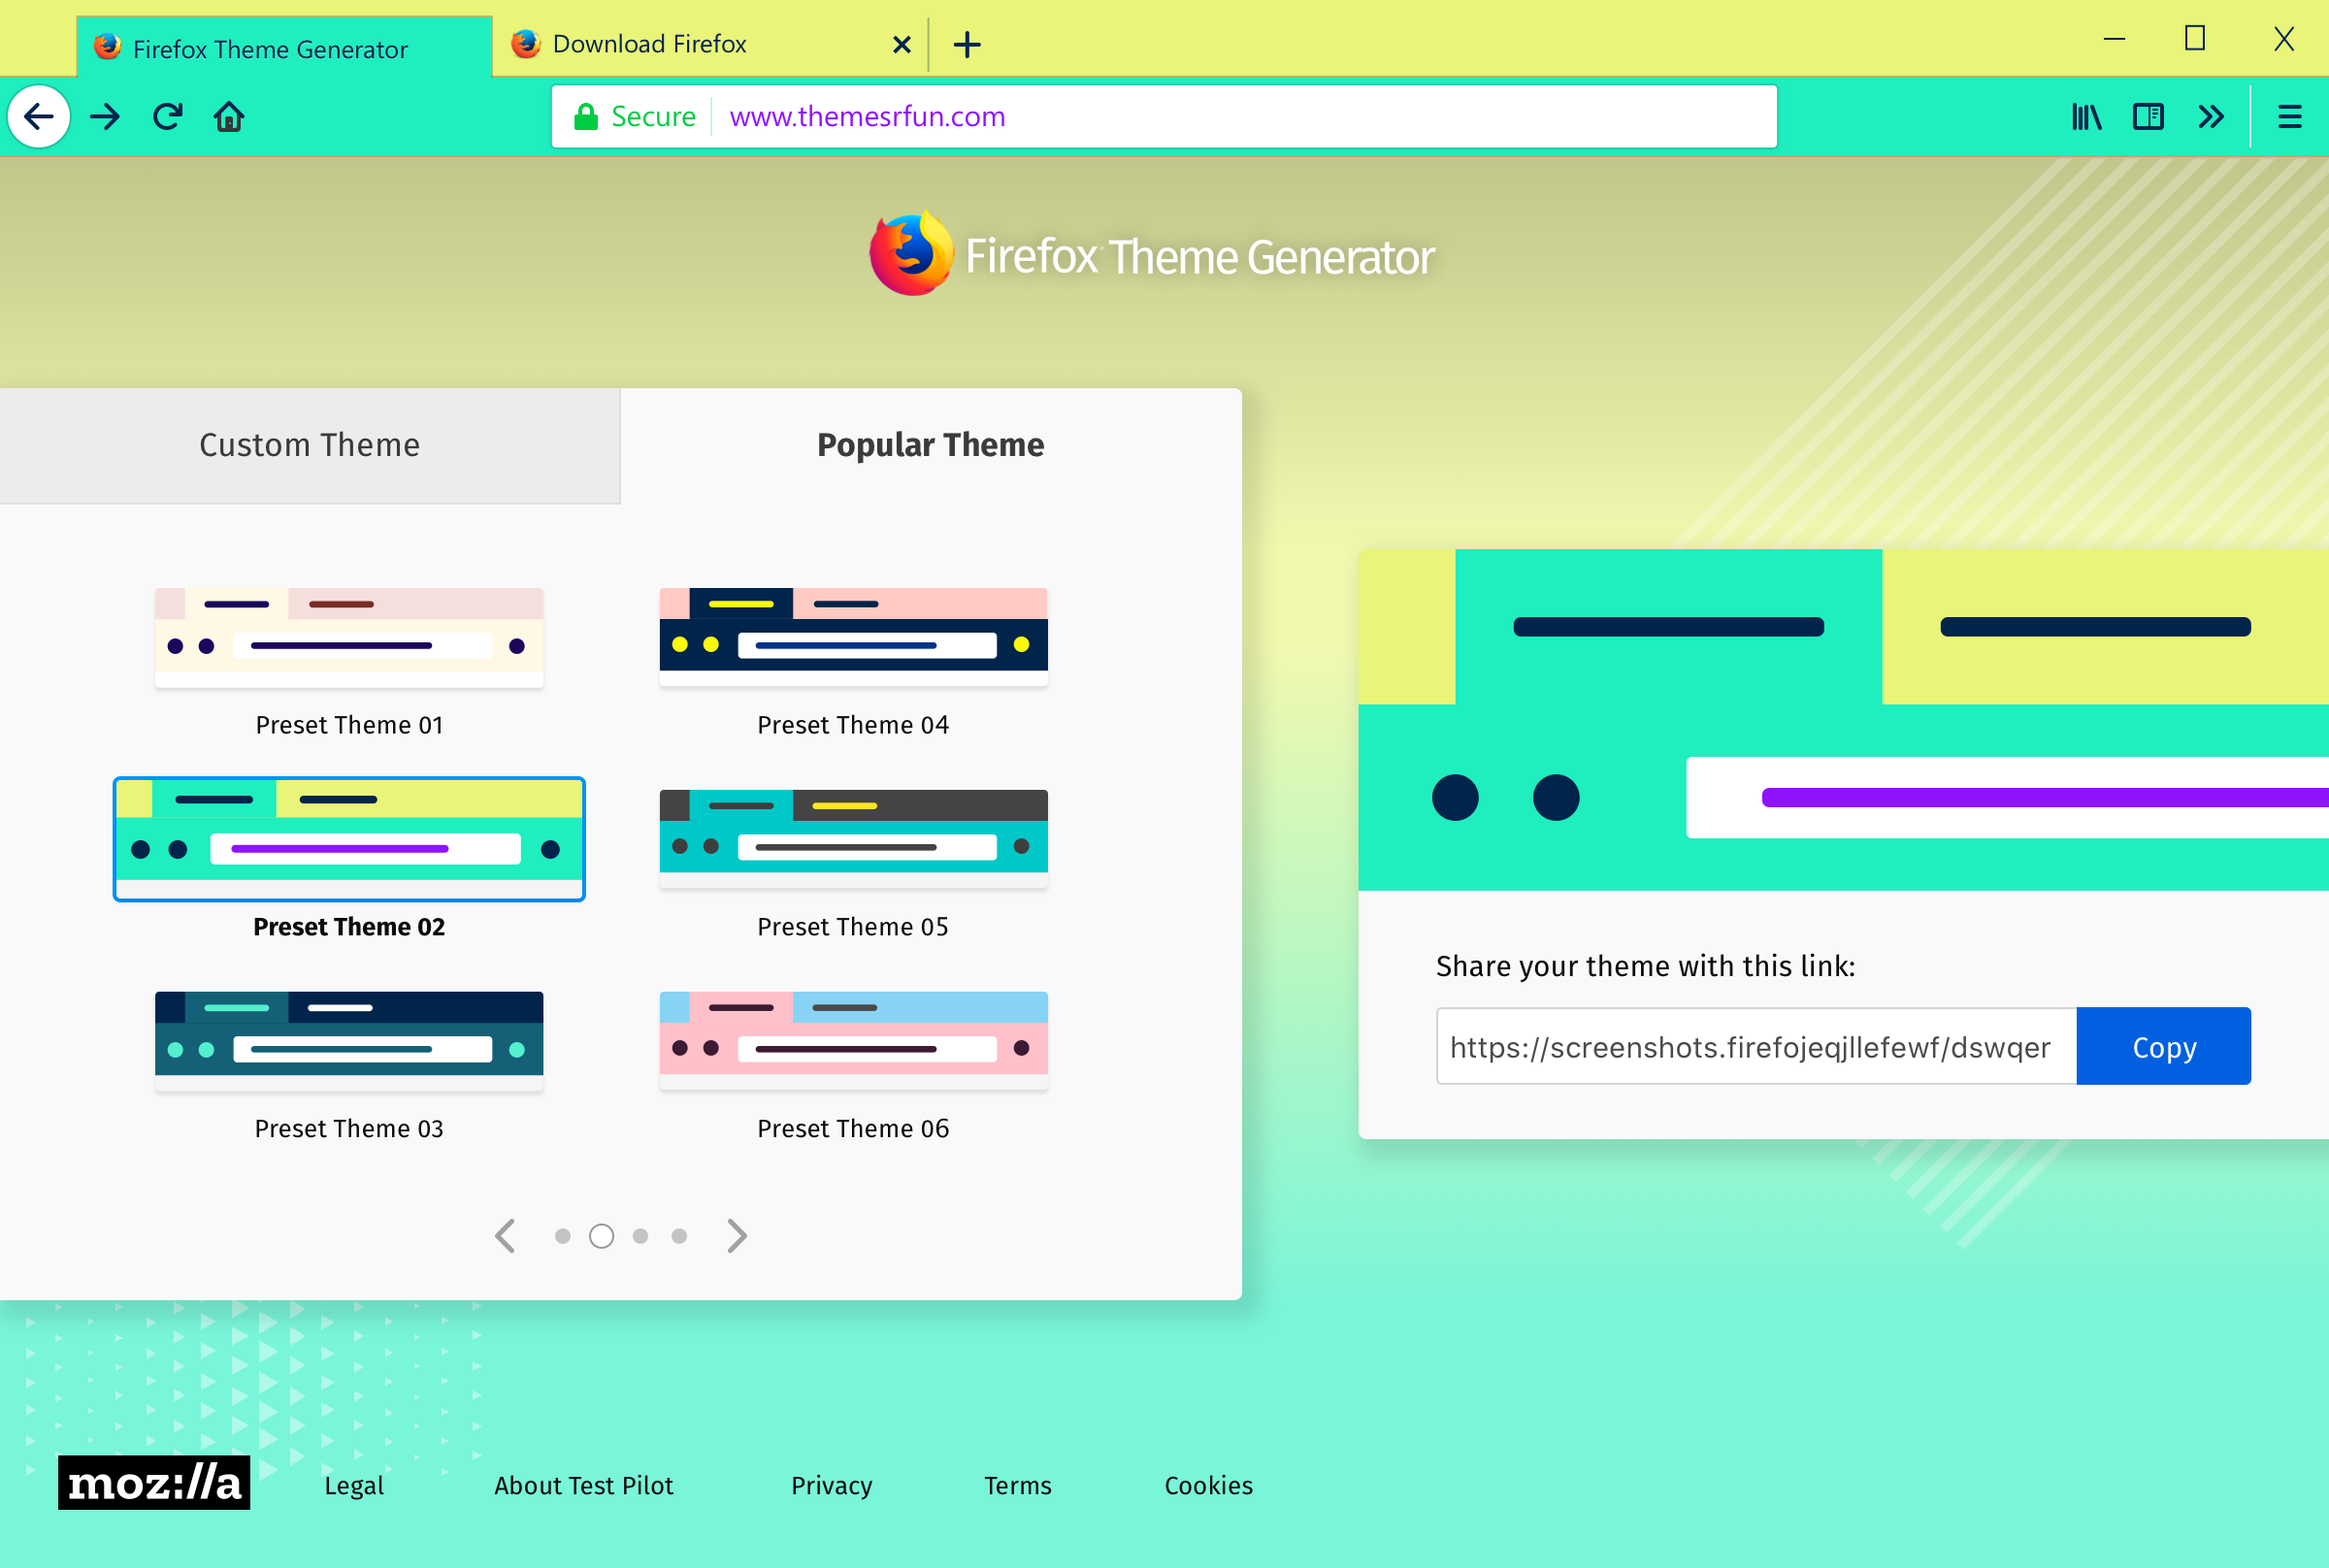 Firefox Theme Generator
Download Firefox
Secure
www.themesrfun.com
Firefox Theme Generator
Custom Theme
Popular Theme
Preset Theme 01
Preset Theme 04
Preset Theme 02
Preset Theme 05
Preset Theme 03
Preset Theme 06
Share your theme with this link:
https://screenshots.firefojeqjllefewf/dswqer
Copy
moz://a
Legal
About Test Pilot
Privacy
Terms
Cookies